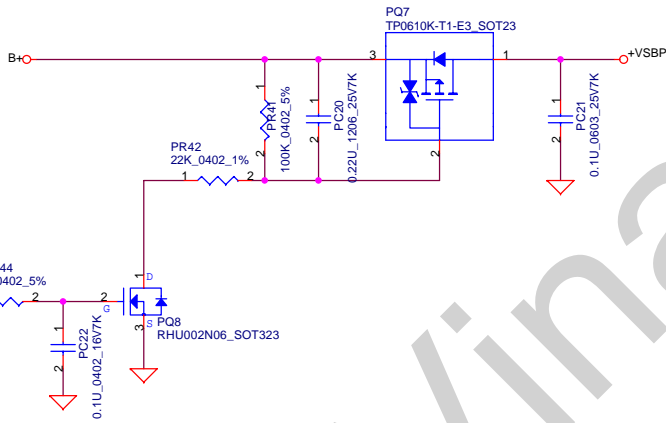 PQ7
TP0610K-T1-E3_SOT23
B+
3
1
+VSBP
1
PR41
100K_0402_5%
2
1
PC20
0.22U_1206_25V7K
2
2
1
PC21
0.1U_0603_25V7K
2
PR42
22K_0402_1%
1
2
44
0402_5%
2
2
G
1
D
S
3
PQ8
RHU002N06_SOT323
1
PC22
0.1U_0402_16V7K
2
Vina